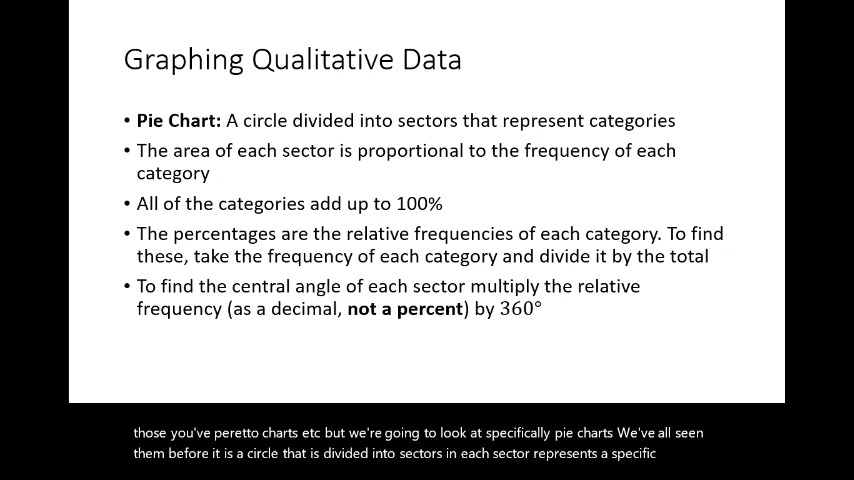 Graphing Qualitative Data
• Pie Chart: A circle divided into sectors that represent categories
• The area of each sector is proportional to the frequency of each
category
• All of the categories add up to 100%
• The percentages are the relative frequencies of each category. To find
these, take the frequency of each category and divide it by the total
• To find the central angle of each sector multiply the relative
frequency (as a decimal, not a percent) by 360°
those you've peretto charts etc but we're going to look at specifically pie charts We've all seen
them before it is a circle that is divided into sectors in each sector represents a specific